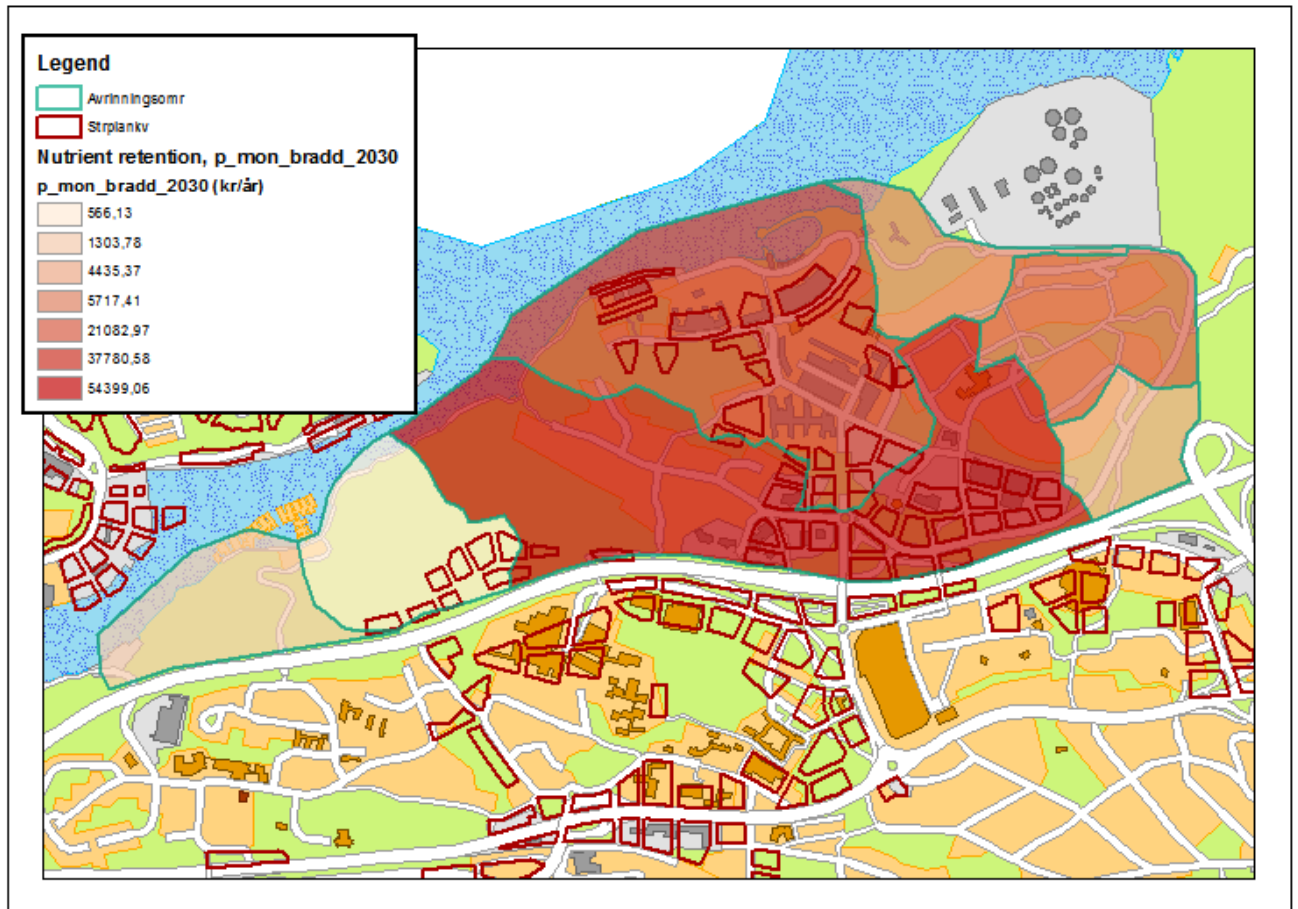 Legend
Avrinningsomr
Strplankv
Nutrient retention, p_mon_bradd_2030
p_mon_bradd_2030 (kr/år)
566,13
1303,78
4435,37
5717,41
21082,97
37780,58
54399,06